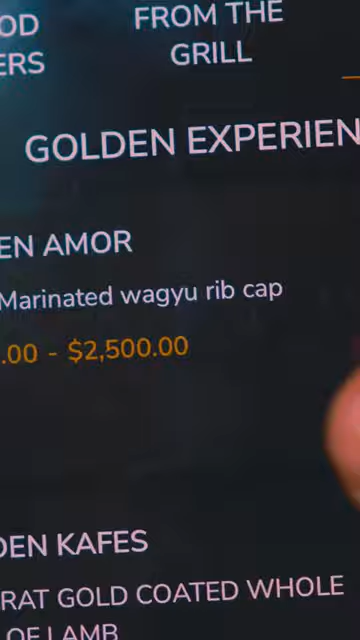 OD
ERS
FROM THE
GRILL
GOLDEN EXPERIEN
EN AMOR
Marinated wagyu rib cap
.00 - $2,500.00
DEN KAFES
RAT GOLD COATED WHOLE
OF LAMB